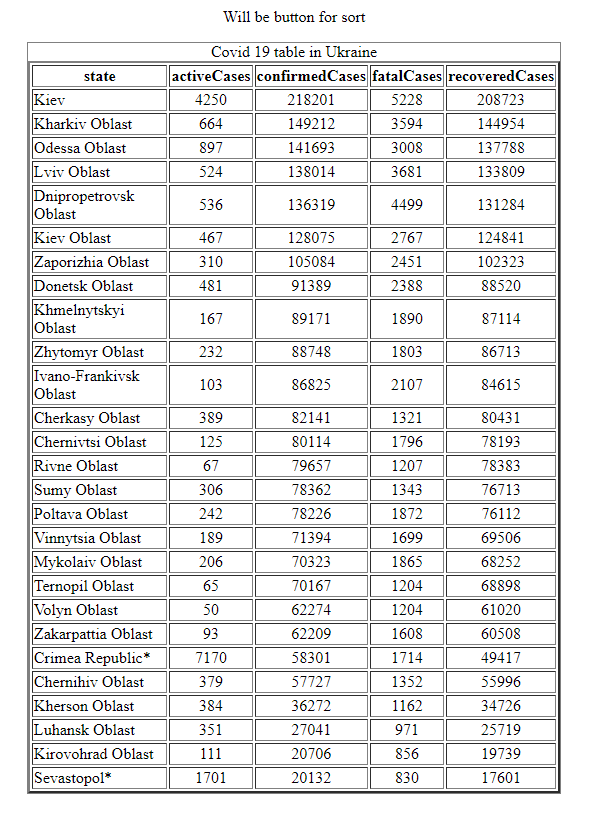 Will be button for sort
Covid 19 table in Ukraine
state activeCases confirmedCases fatalCases recoveredCases
Kiev 4250 218201 5228 208723
Kharkiv Oblast 664 149212 3594 144954
Odessa Oblast 897 141693 3008 137788
Lviv Oblast 524 138014 3681 133809
Dnipropetrovsk
Oblast 536 136319 4499 131284
Kiev Oblast 467 128075 2767 124841
Zaporizhia Oblast 310 105084 2451 102323
Donetsk Oblast 481 91389 2388 88520
Khmelnytskyi
Oblast 167 89171 1890 87114
Zhytomyr Oblast 232 88748 1803 86713
Ivano-Frankivsk
Oblast 103 86825 2107 84615
Cherkasy Oblast 389 82141 1321 80431
Chernivtsi Oblast 125 80114 1796 78193
Rivne Oblast 67 79657 1207 78383
Sumy Oblast 306 78362 1343 76713
Poltava Oblast 242 78226 1872 76112
Vinnytsia Oblast 189 71394 1699 69506
Mykolaiv Oblast 206 70323 1865 68252
Ternopil Oblast 65 70167 1204 68898
Volyn Oblast 50 62274 1204 61020
Zakarpattia Oblast 93 62209 1608 60508
Crimea Republic* 7170 58301 1714 49417
Chernihiv Oblast 379 57727 1352 55996
Kherson Oblast 384 36272 1162 34726
Luhansk Oblast 351 27041 971 25719
Kirovohrad Oblast 111 20706 856 19739
Sevastopol* 1701 20132 830 17601